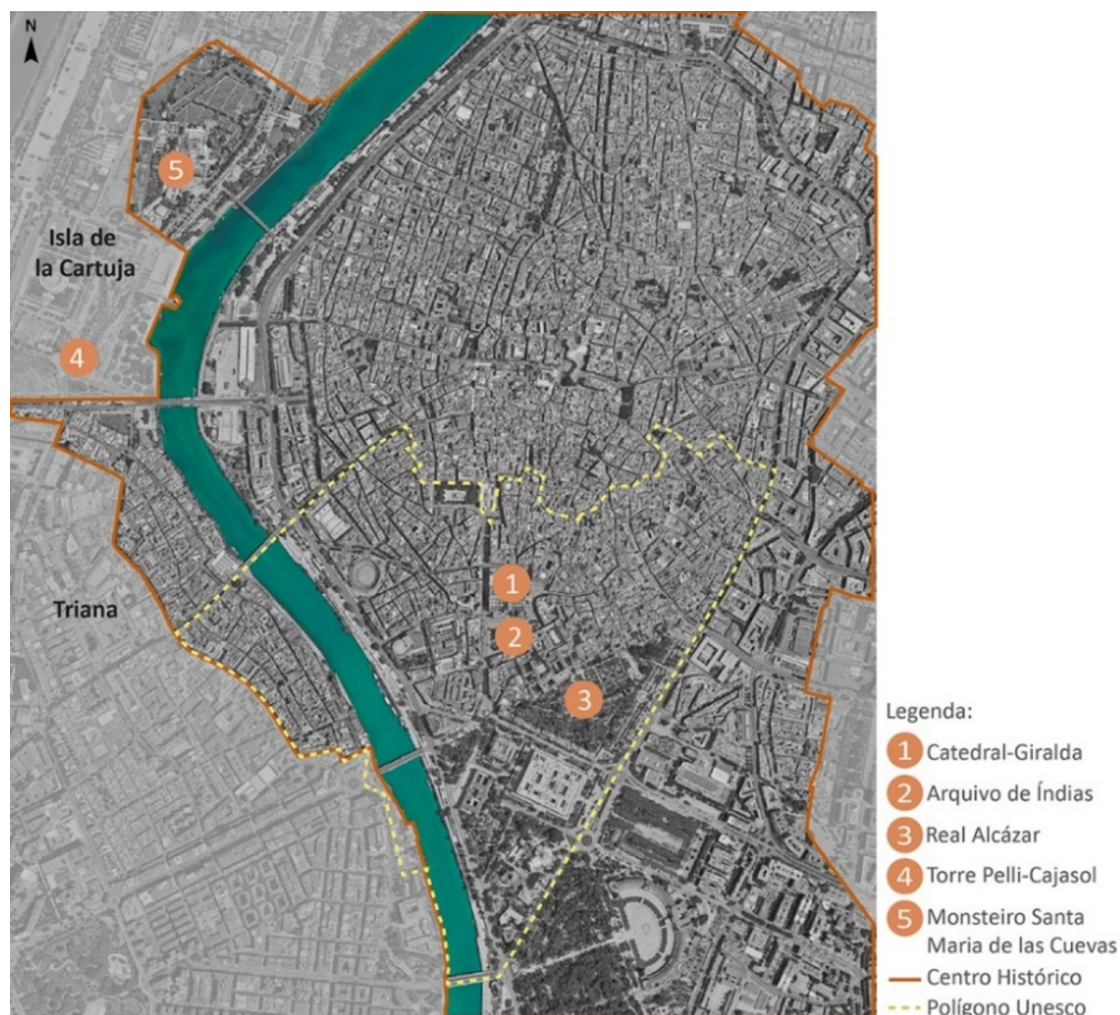 N
5
Isla de
la Cartuja
4
Triana
1
2
3
Legenda:
1 Catedral-Giralda
2 Arquivo de Índias
3 Real Alcázar
4 Torre Pelli-Cajasol
5 Monsteiro Santa
Maria de las Cuevas
Centro Histórico
Polígono Unesco